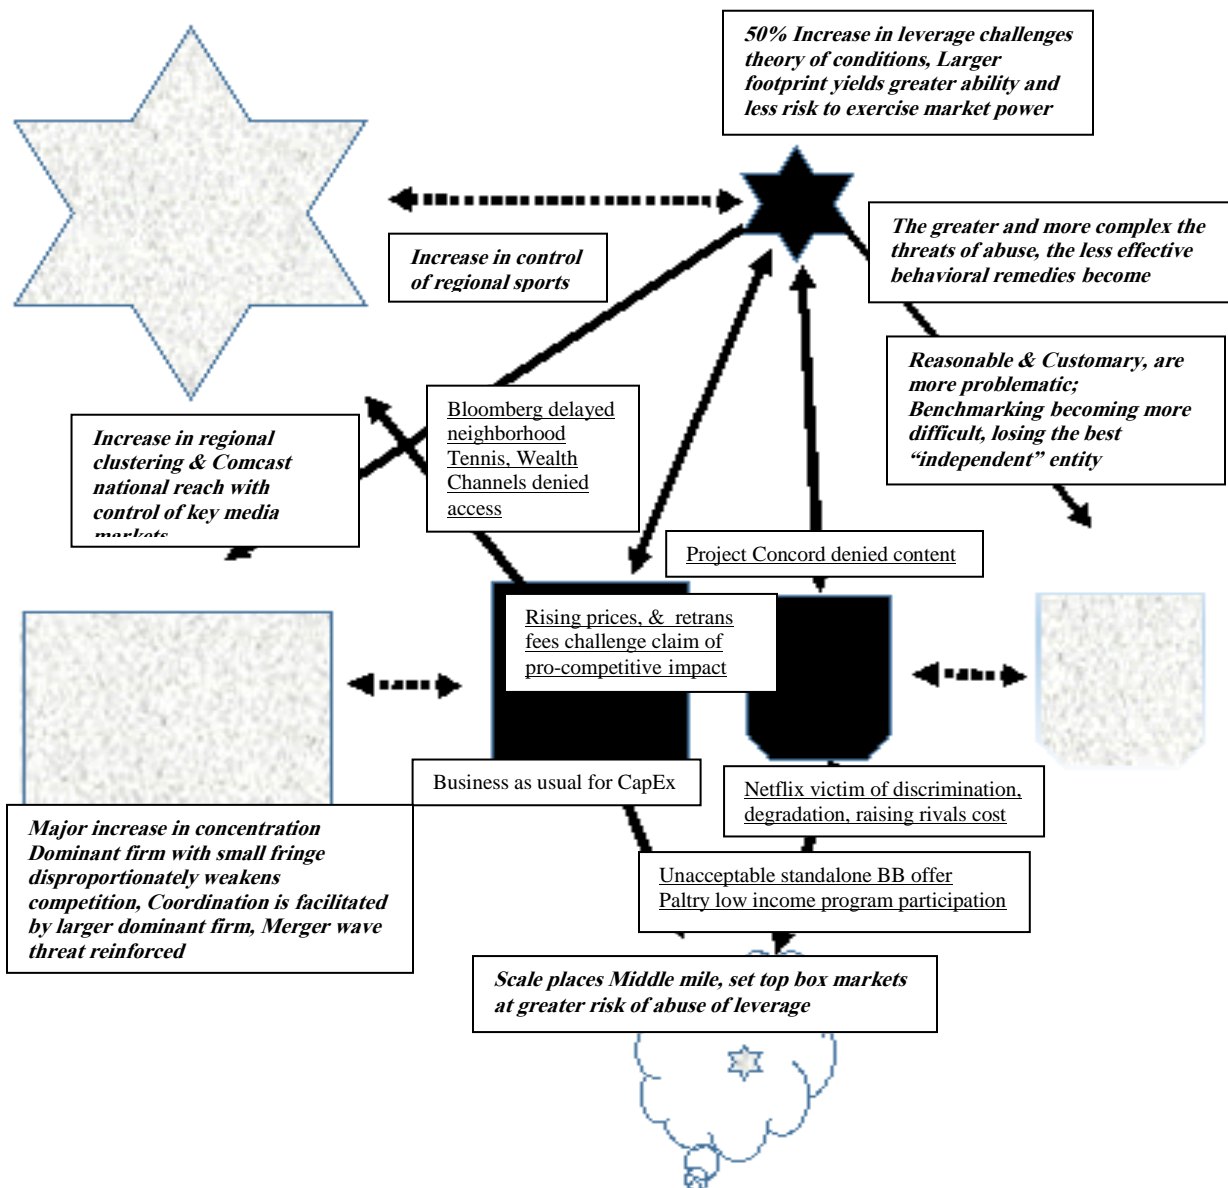 50% Increase in leverage challenges
theory of conditions, Larger
footprint yields greater ability and
less risk to exercise market power
Increase in control
of regional sports
The greater and more complex the
threats of abuse, the less effective
behavioral remedies become
Reasonable & Customary, are
more problematic;
Benchmarking becoming more
difficult, losing the best
“independent” entity
Increase in regional
clustering & Comcast
national reach with
control of key media
markets
Bloomberg delayed
neighborhood
Tennis, Wealth
Channels denied
access
Project Concord denied content
Rising prices, & retrans
fees challenge claim of
pro-competitive impact
Business as usual for CapEx
Netflix victim of discrimination,
degradation, raising rivals cost
Major increase in concentration
Dominant firm with small fringe
disproportionately weakens
competition, Coordination is facilitated
by larger dominant firm, Merger wave
threat reinforced
Unacceptable standalone BB offer
Paltry low income program participation
Scale places Middle mile, set top box markets
at greater risk of abuse of leverage